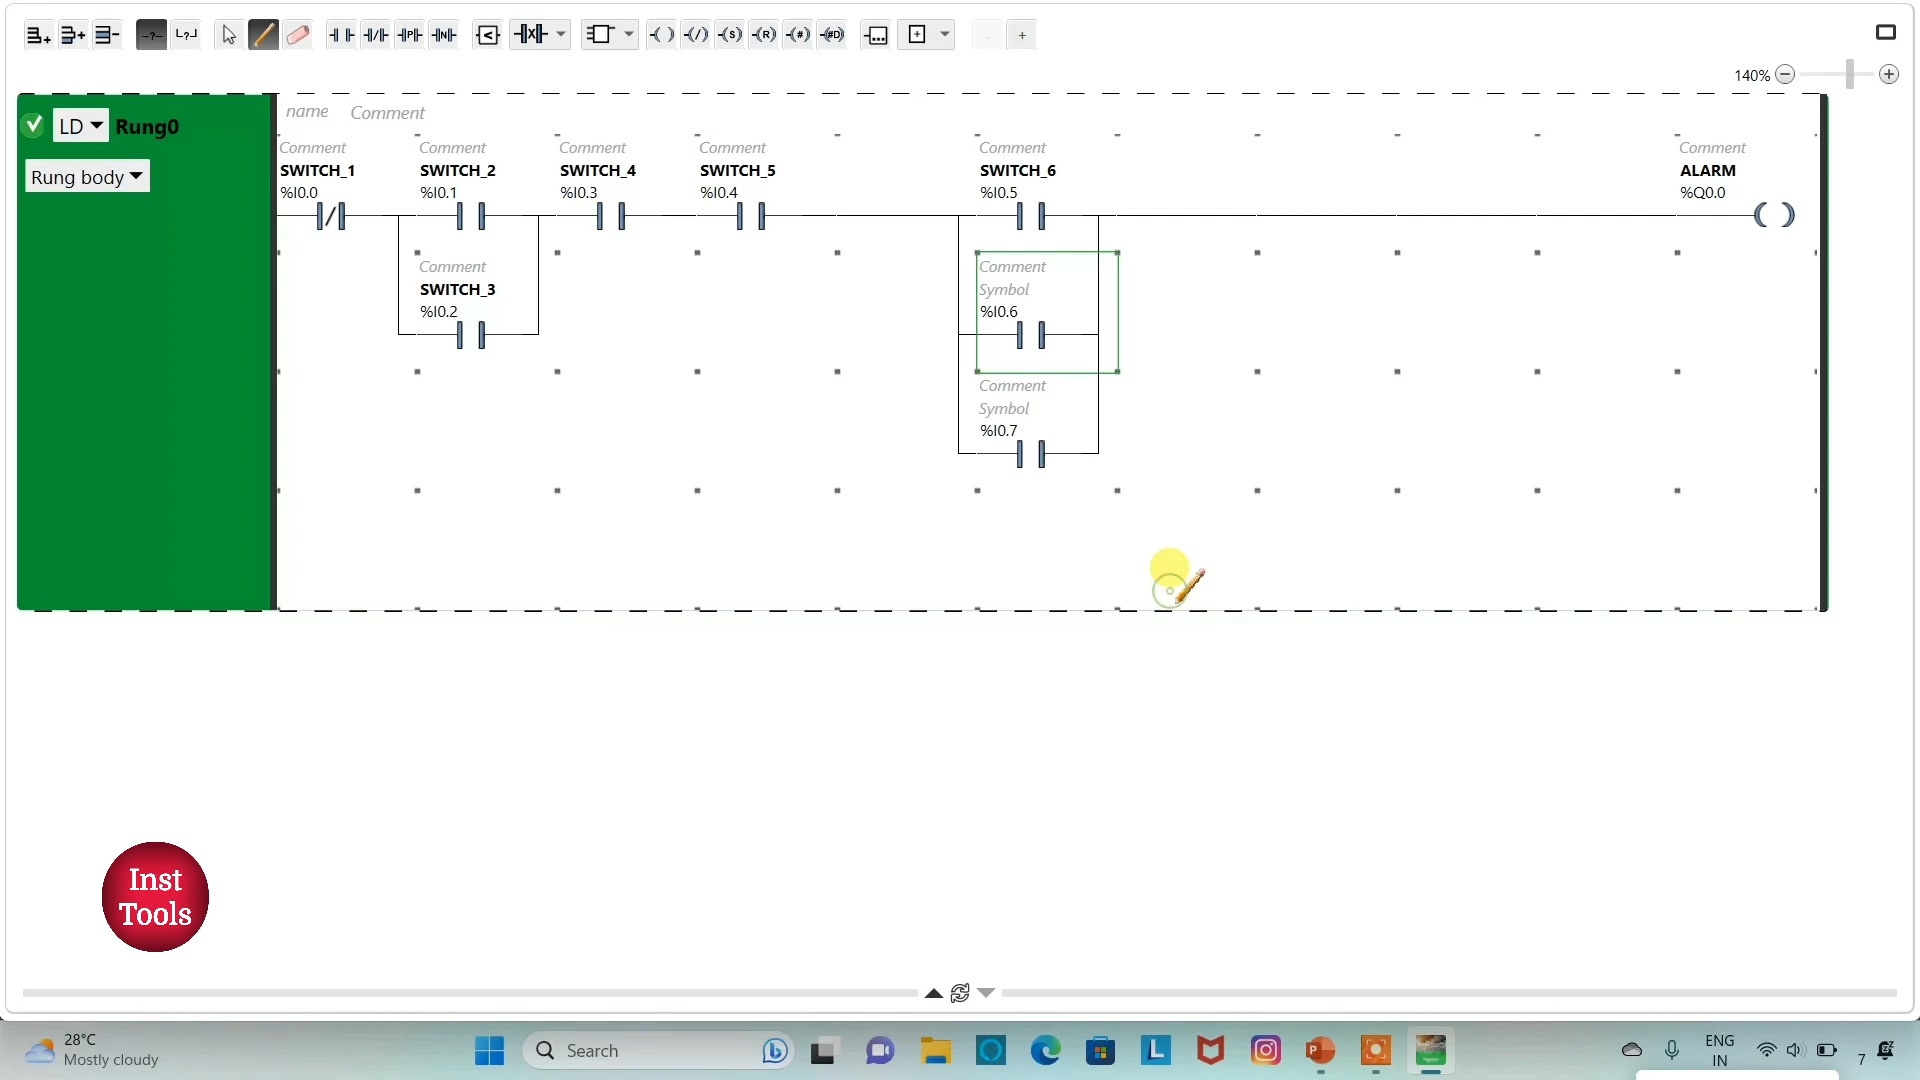 140%
LD Rung0
Rung body
name Comment
Comment Comment Comment Comment Comment Comment
SWITCH_1 SWITCH_2 SWITCH_4 SWITCH_5 SWITCH_6 ALARM
%I0.0 %I0.1 %I0.3 %I0.4 %I0.5 %Q0.0
Comment Comment
SWITCH_3 Symbol
%I0.2 %I0.6
Comment
Symbol
%I0.7
Inst
Tools
28°C
Mostly cloudy
Search
ENG
IN
7